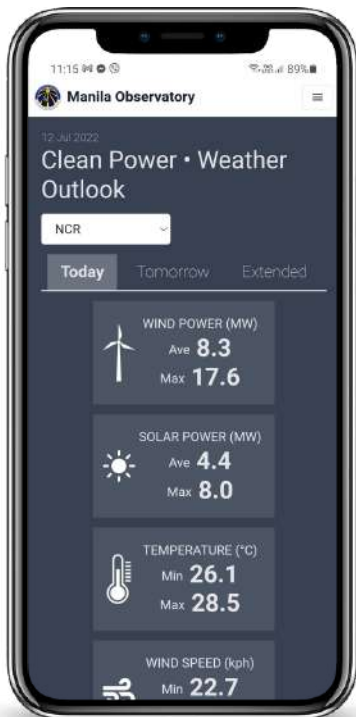 11:15
89%
Manila Observatory
12 Jul 2022
Clean Power • Weather
Outlook
NCR
Today Tomorrow Extended
WIND POWER (MW)
Ave 8.3
Max 17.6
SOLAR POWER (MW)
Ave 4.4
Max 8.0
TEMPERATURE (°C)
Min 26.1
Max 28.5
WIND SPEED (kph)
Min 22.7